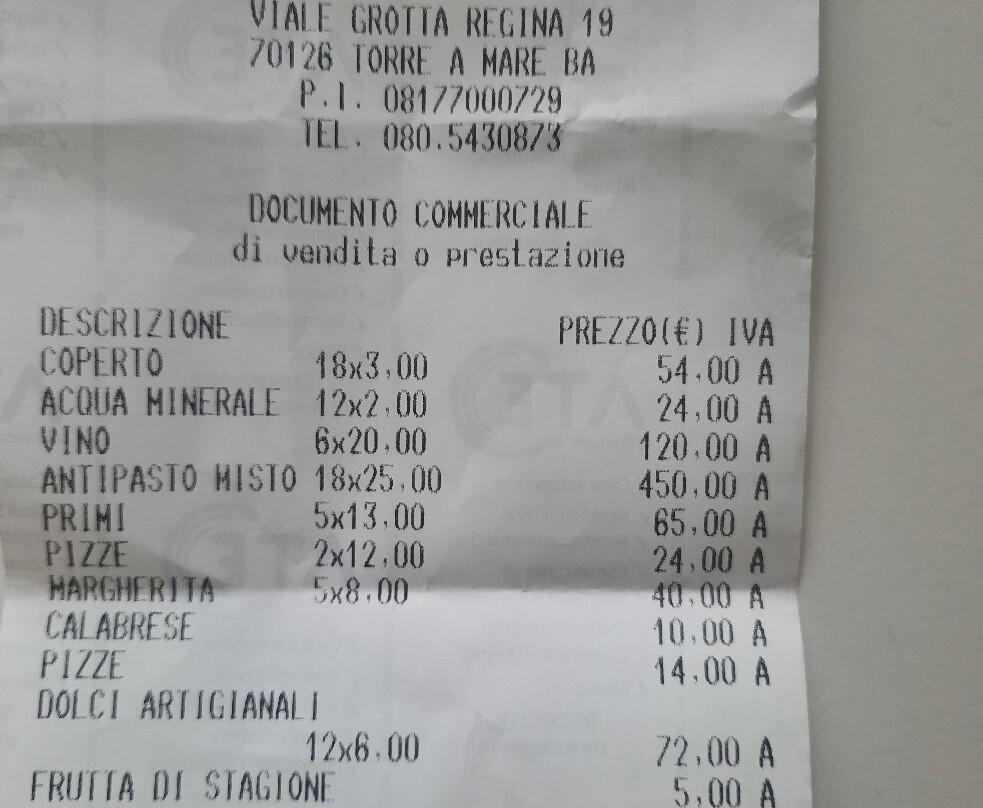 VIALE GROTTA REGINA 19
70126 TORRE A MARE BA
P.I. 08177000729
TEL. 080.5430873
DOCUMENTO COMMERCIALE
di vendita o prestazione
DESCRIZIONE PREZZO(€) IVA
COPERTO 18x3,00 54,00 A
ACQUA MINERALE 12x2,00 24,00 A
VINO 6x20,00 120,00 A
ANTIPASTO MISTO 18x25,00 450,00 A
PRIMI 5x13,00 65,00 A
PIZZE 2x12,00 24,00 A
MARGHERITA 5x8,00 40,00 A
CALABRESE 10,00 A
PIZZE 14,00 A
DOLCI ARTIGIANALI
12x6,00 72,00 A
FRUTTA DI STAGIONE 5,00 A